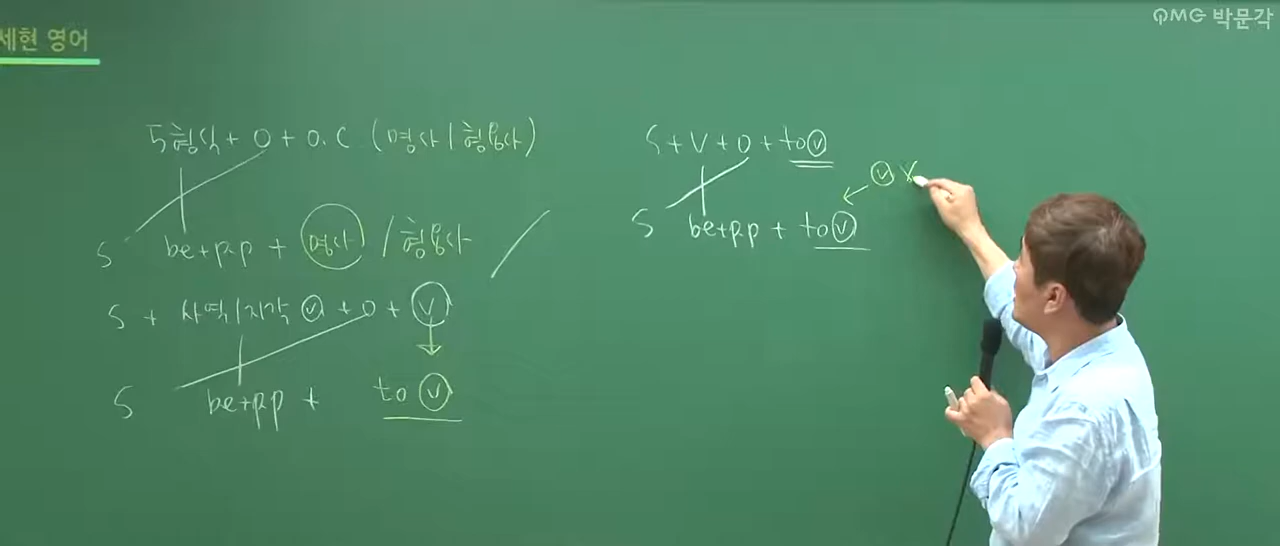 세현 영어
QMG 박문각
5형식 + O + O.C (명사 / 형용사)
S be+p.p + 명사 / 형용사
S + 사역/지각 ⓥ + O + ⓥ
S be+p.p + to ⓥ
S + V + O + to ⓥ
ⓥ X
S be+p.p + to ⓥ